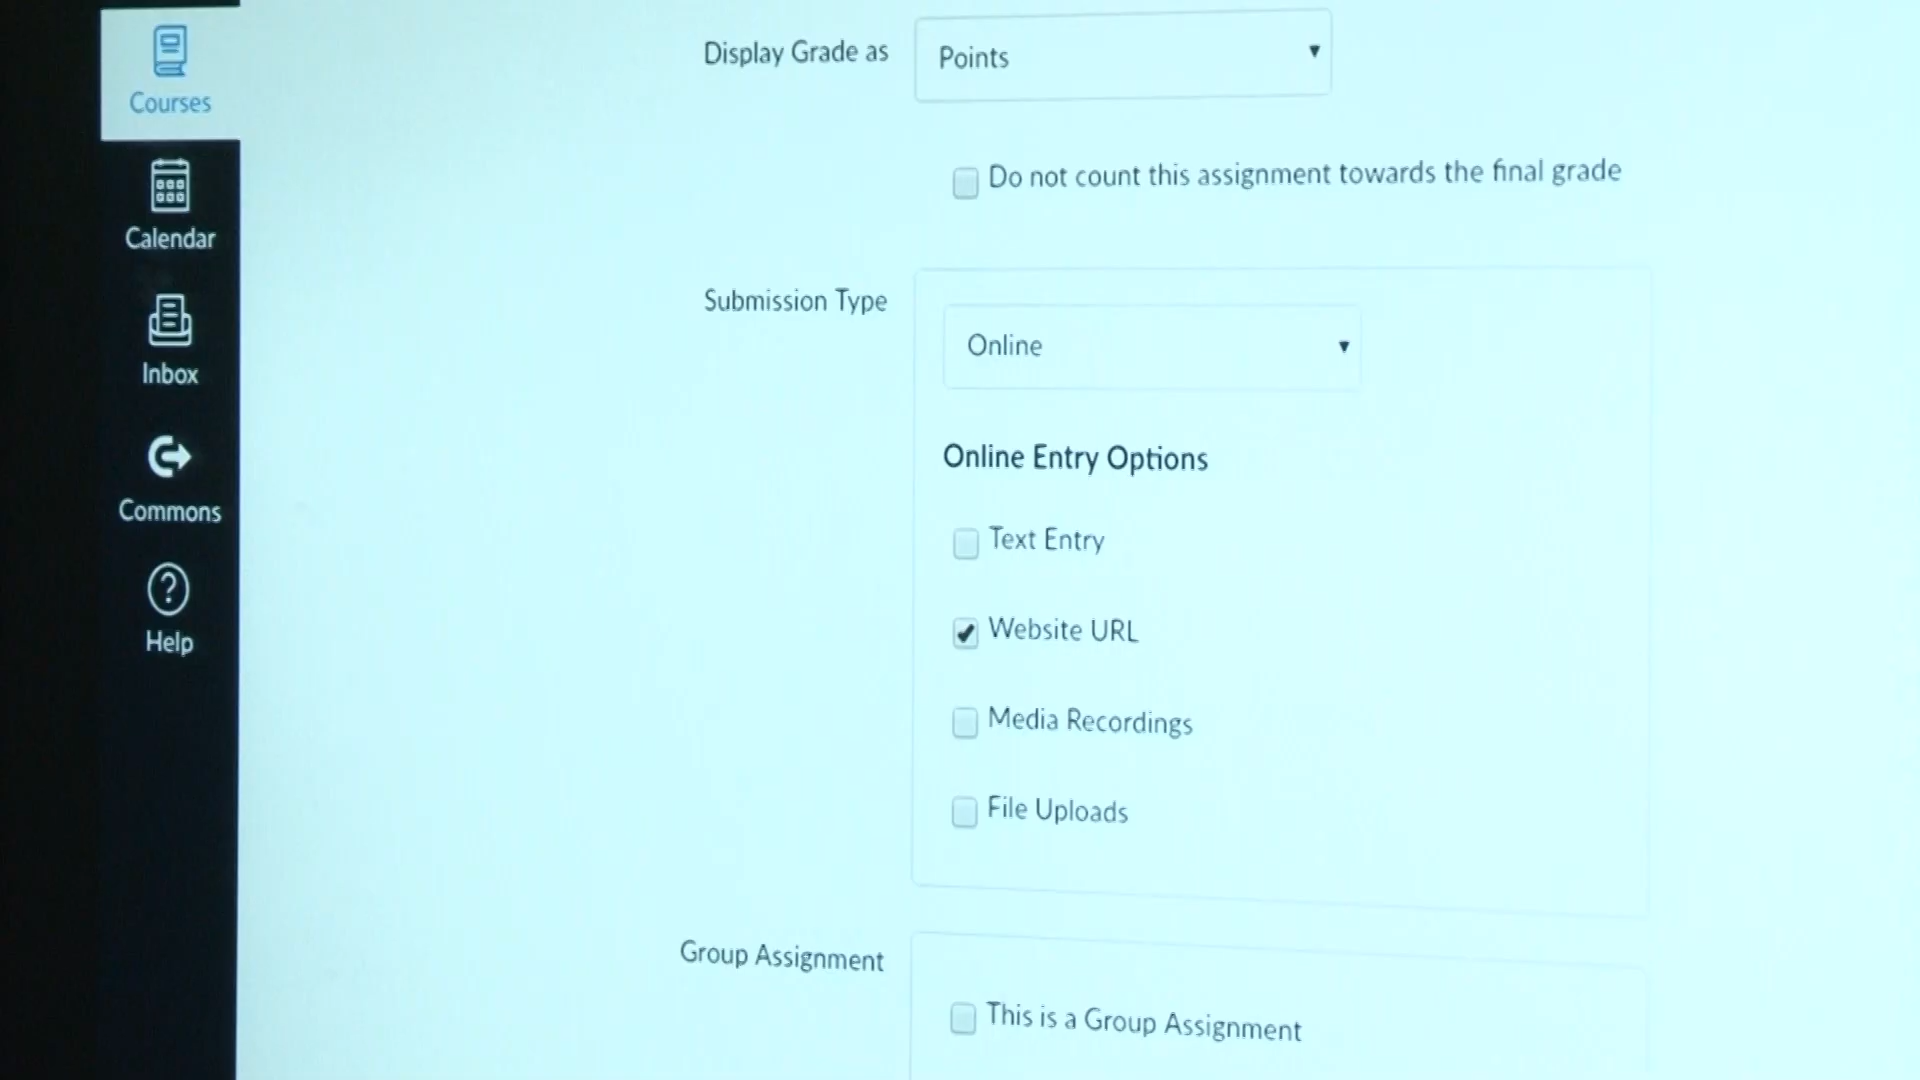 Courses
Calendar
Inbox
Commons
Help
Display Grade as
Points
Do not count this assignment towards the final grade
Submission Type
Online
Online Entry Options
Text Entry
Website URL
Media Recordings
File Uploads
Group Assignment
This is a Group Assignment